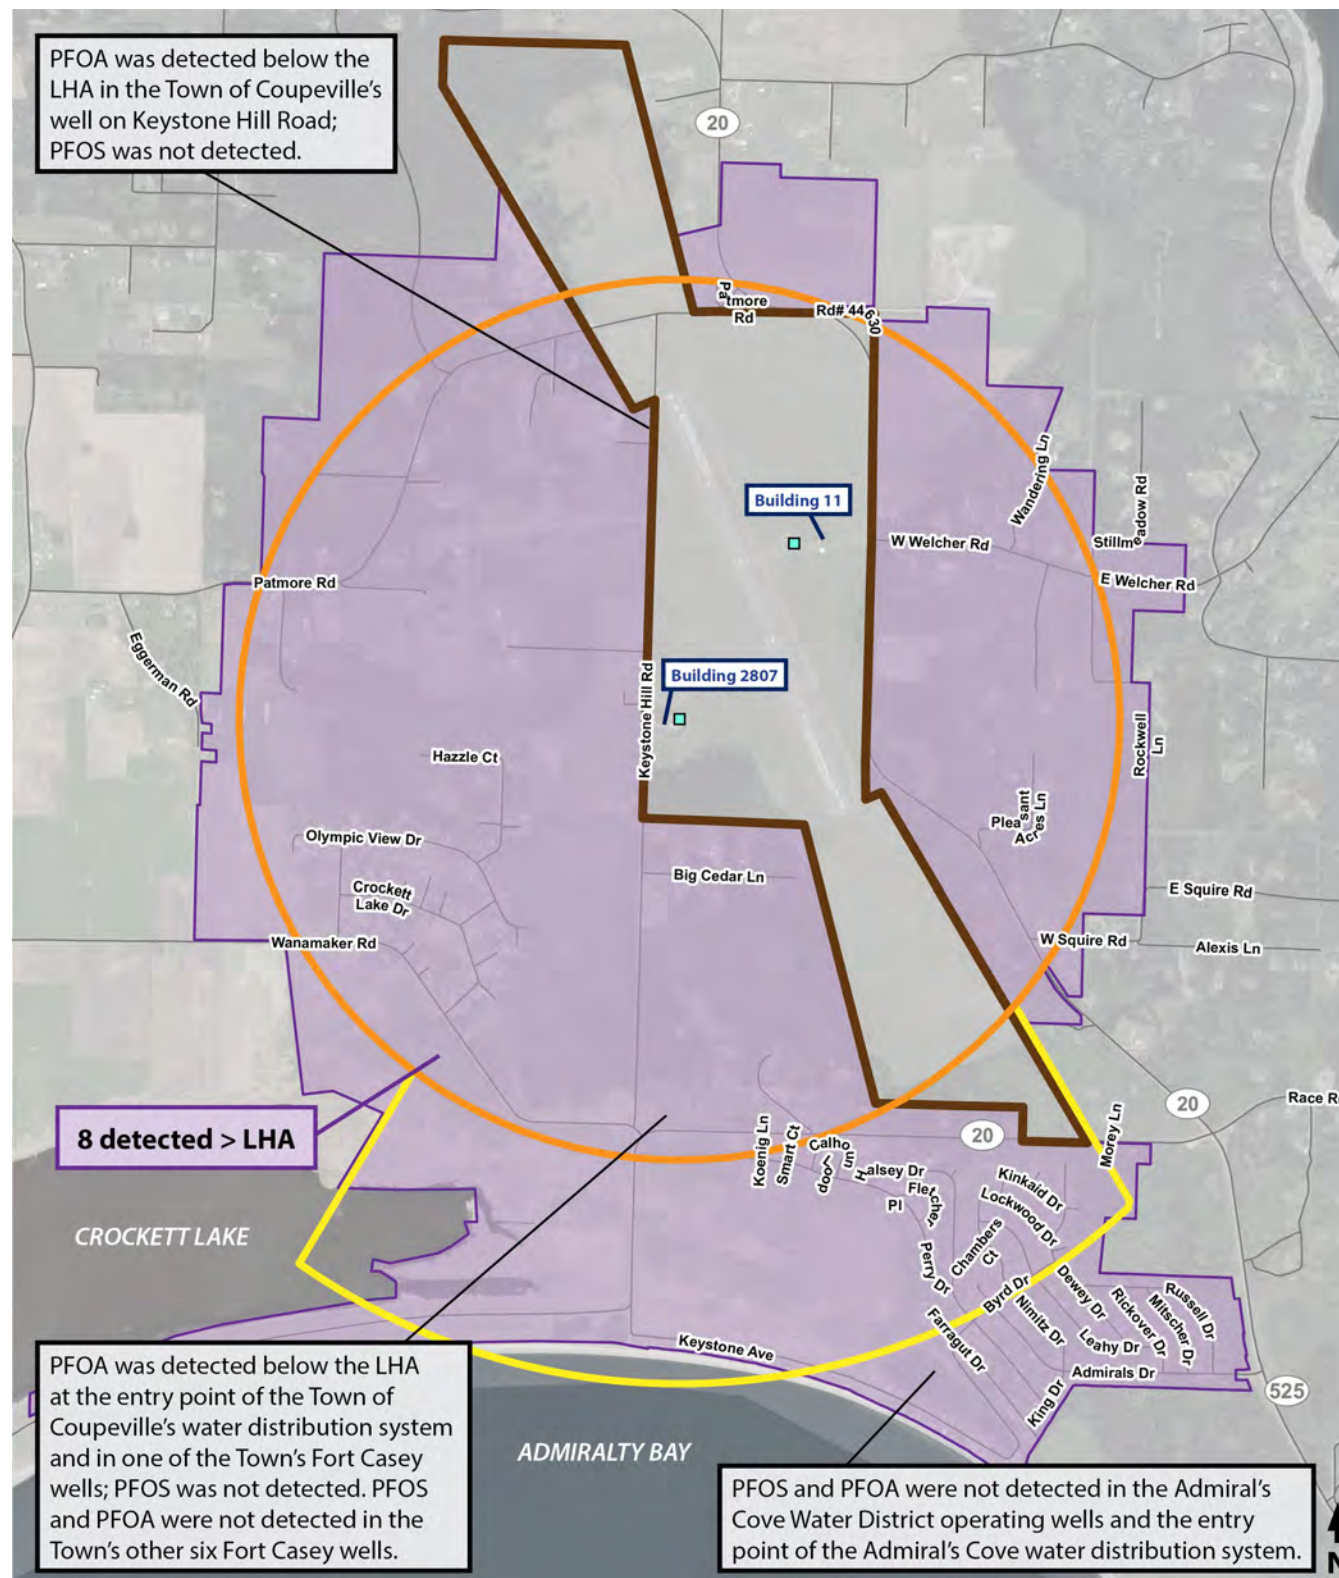 PFOA was detected below the
LHA in the Town of Coupeville's
well on Keystone Hill Road;
PFOS was not detected.
20
Patmore
Rd
Rd# 44630
Wandering Ln
Building 11
Stillmeadow Rd
W Welcher Rd
E Welcher Rd
Patmore Rd
Eggerman Rd
Building 2807
Keystone Hill Rd
Rockwell
Ln
Hazzle Ct
Pleasant
Acres Ln
Olympic View Dr
Big Cedar Ln
Crockett
Lake Dr
E Squire Rd
Wanamaker Rd
W Squire Rd
Alexis Ln
8 detected > LHA
20
Race R
20
Morey Ln
Koenig Ln
Smart Ct
Calhoun
Loop
Halsey Dr
Fletcher
Pl
Kinkaid Dr
Lockwood Dr
Chambers
Ct
CROCKETT LAKE
Perry Dr
Byrd Dr
Dewey Dr
Nimitz Dr
Rickover Dr
Mitscher Dr
Russell Dr
Leahy Dr
Farragut Dr
Keystone Ave
Admirals Dr
King Dr
525
PFOA was detected below the LHA
at the entry point of the Town of
Coupeville's water distribution system
and in one of the Town's Fort Casey
wells; PFOS was not detected. PFOS
and PFOA were not detected in the
Town's other six Fort Casey wells.
ADMIRALTY BAY
PFOS and PFOA were not detected in the Admiral's
Cove Water District operating wells and the entry
point of the Admiral's Cove water distribution system.
N